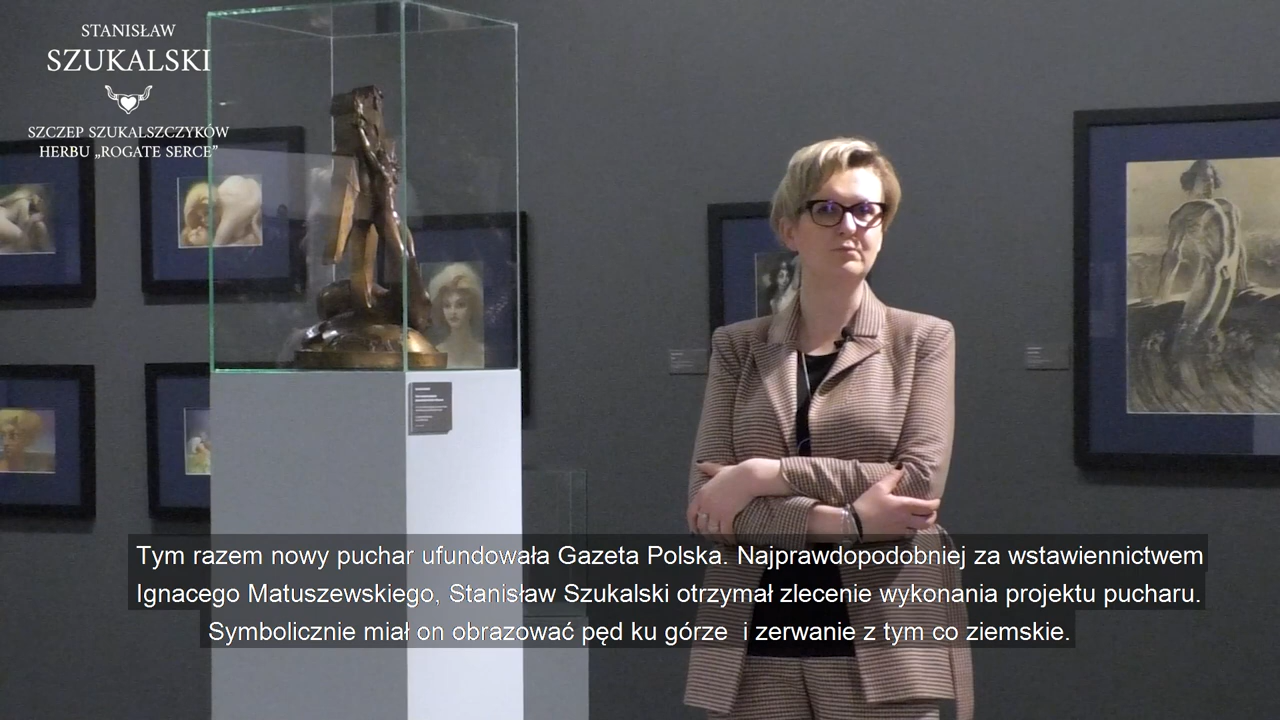 STANISŁAW
SZUKALSKI
SZCZEP SZUKALSZCZYKÓW
HERBU „ROGATE SERCE”
Tym razem nowy puchar ufundowała Gazeta Polska. Najprawdopodobniej za wstawiennictwem
Ignacego Matuszewskiego, Stanisław Szukalski otrzymał zlecenie wykonania projektu pucharu.
Symbolicznie miał on obrazować pęd ku górze  i zerwanie z tym co ziemskie.